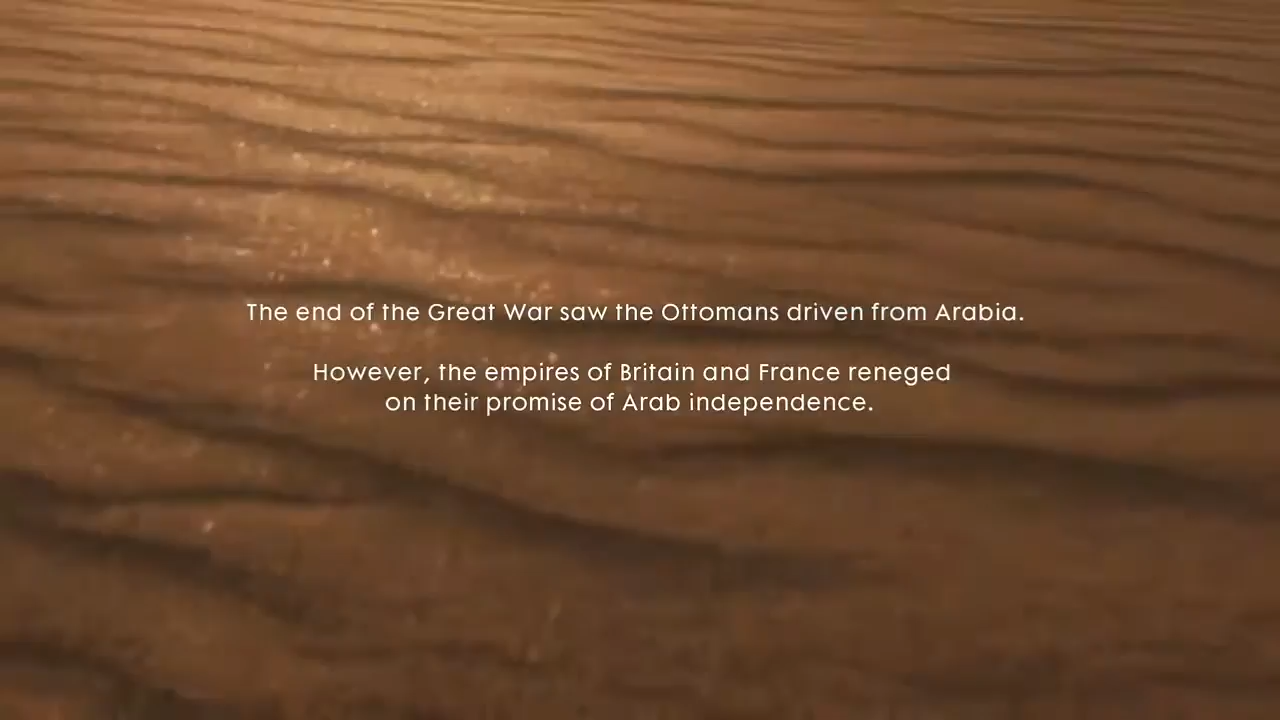 The end of the Great War saw the Ottomans driven from Arabia.
However, the empires of Britain and France reneged
on their promise of Arab independence.